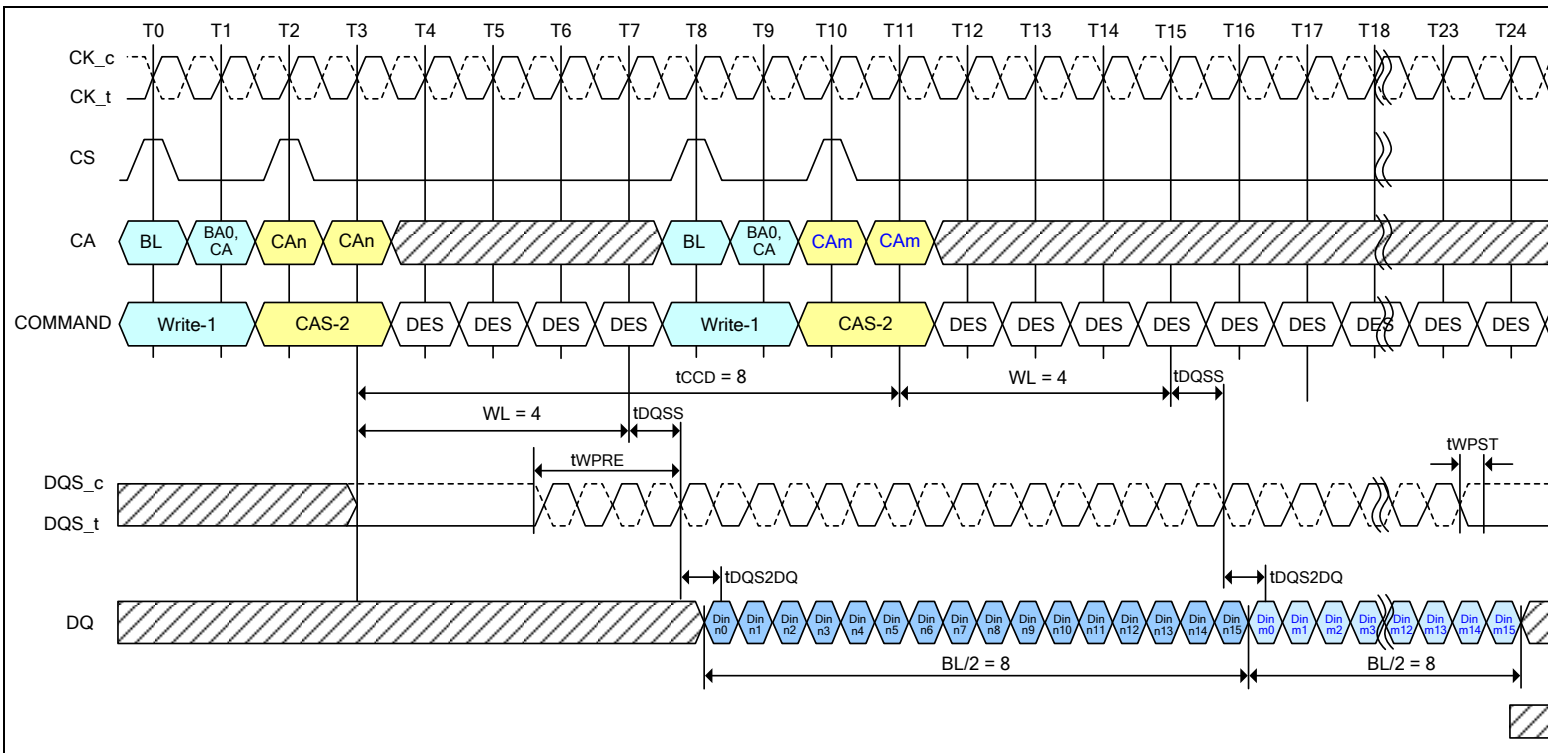 T0 T1 T2 T3 T4 T5 T6 T7 T8 T9 T10 T11 T12 T13 T14 T15 T16 T17 T18 T23 T24
CK_c
CK_t
CS
CA BL BA0, CA CAn CAn BL BA0, CA CAm CAm
COMMAND Write-1 CAS-2 DES DES DES DES Write-1 CAS-2 DES DES DES DES DES DES DES DES DES
tCCD = 8 WL = 4 tDQSS
WL = 4 tDQSS
tWPRE tWPST
DQS_c
DQS_t
tDQS2DQ tDQS2DQ
DQ Din n0 Din n1 Din n2 Din n3 Din n4 Din n5 Din n6 Din n7 Din n8 Din n9 Din n10 Din n11 Din n12 Din n13 Din n14 Din n15 Din m0 Din m1 Din m2 Din m3 Din m12 Din m13 Din m14 Din m15
BL/2 = 8 BL/2 = 8